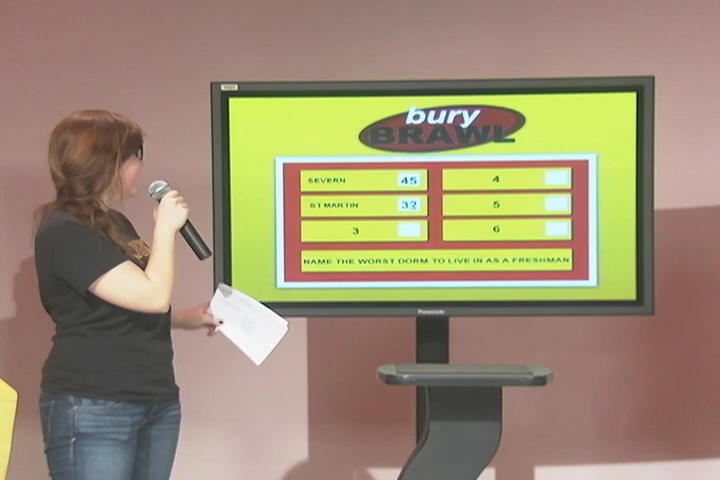 bury
BRAWL
SEVERN 45
ST MARTIN 32
3
4
5
6
NAME THE WORST DORM TO LIVE IN AS A FRESHMAN
Panasonic